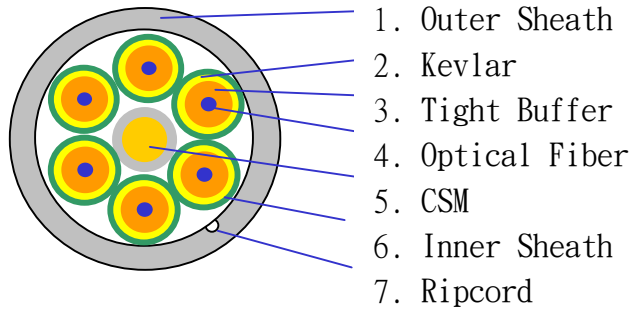 1. Outer Sheath
2. Kevlar
3. Tight Buffer
4. Optical Fiber
5. CSM
6. Inner Sheath
7. Ripcord